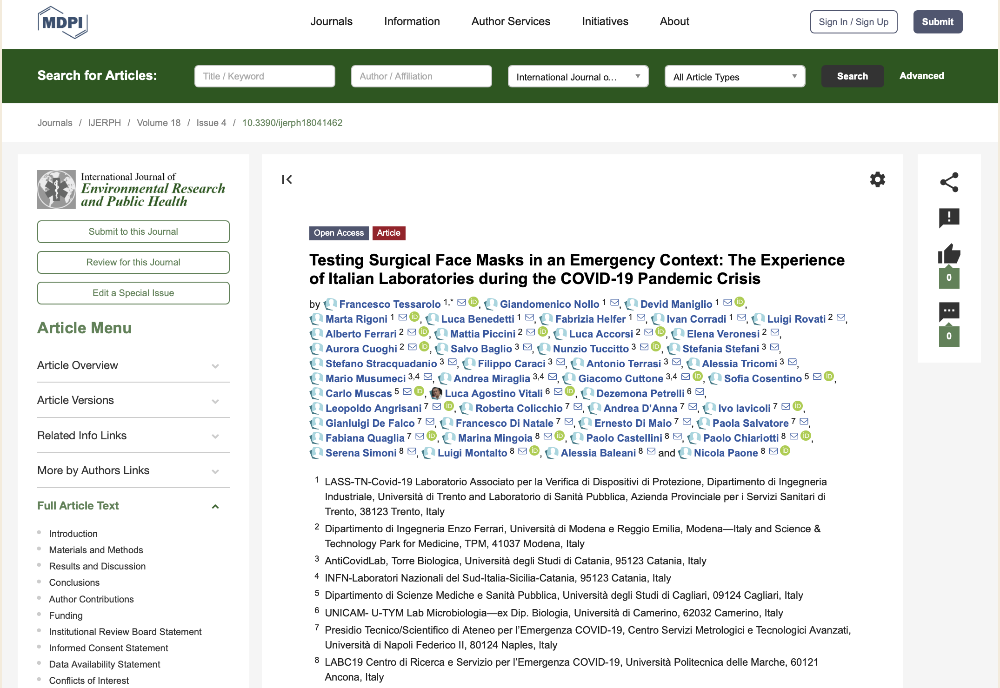 MDPI
Journals Information Author Services Initiatives About Sign In / Sign Up Submit
Search for Articles: Title / Keyword Author / Affiliation International Journal o... All Article Types Search Advanced
Journals / IJERPH / Volume 18 / Issue 4 / 10.3390/ijerph18041462
International Journal of
Environmental Research
and Public Health
Submit to this Journal
Review for this Journal
Edit a Special Issue
Article Menu
Article Overview
Article Versions
Related Info Links
More by Authors Links
Full Article Text
Introduction
Materials and Methods
Results and Discussion
Conclusions
Author Contributions
Funding
Institutional Review Board Statement
Informed Consent Statement
Data Availability Statement
Conflicts of Interest
Open Access Article
Testing Surgical Face Masks in an Emergency Context: The Experience
of Italian Laboratories during the COVID-19 Pandemic Crisis
by Francesco Tessarolo 1,* iD, Giandomenico Nollo 1, Devid Maniglio 1 iD,
Marta Rigoni 1 iD, Luca Benedetti 1, Fabrizia Helfer 1, Ivan Corradi 1, Luigi Rovati 2,
Alberto Ferrari 2 iD, Mattia Piccini 2 iD, Luca Accorsi 2 iD, Elena Veronesi 2,
Aurora Cuoghi 2 iD, Salvo Baglio 3, Nunzio Tuccitto 3 iD, Stefania Stefani 3,
Stefano Stracquadanio 3, Filippo Caraci 3, Antonio Terrasi 3, Alessia Tricomi 3,
Mario Musumeci 3,4, Andrea Miraglia 3,4, Giacomo Cuttone 3,4 iD, Sofia Cosentino 5 iD,
Carlo Muscas 5 iD, Luca Agostino Vitali 6 iD, Dezemona Petrelli 6,
Leopoldo Angrisani 7 iD, Roberta Colicchio 7, Andrea D’Anna 7, Ivo Iavicoli 7 iD,
Gianluigi De Falco 7, Francesco Di Natale 7, Ernesto Di Maio 7, Paola Salvatore 7,
Fabiana Quaglia 7 iD, Marina Mingoia 8 iD, Paolo Castellini 8, Paolo Chiariotti 8 iD,
Serena Simoni 8, Luigi Montalto 8 iD, Alessia Baleani 8 and Nicola Paone 8 iD
1 LASS-TN-Covid-19 Laboratorio Associato per la Verifica di Dispositivi di Protezione, Dipartimento di Ingegneria
Industriale, Università di Trento and Laboratorio di Sanità Pubblica, Azienda Provinciale per i Servizi Sanitari di
Trento, 38123 Trento, Italy
2 Dipartimento di Ingegneria Enzo Ferrari, Università di Modena e Reggio Emilia, Modena—Italy and Science &
Technology Park for Medicine, TPM, 41037 Modena, Italy
3 AntiCovidLab, Torre Biologica, Università degli Studi di Catania, 95123 Catania, Italy
4 INFN-Laboratori Nazionali del Sud-Italia-Sicilia-Catania, 95123 Catania, Italy
5 Dipartimento di Scienze Mediche e Sanità Pubblica, Università degli Studi di Cagliari, 09124 Cagliari, Italy
6 UNICAM- U-TYM Lab Microbiologia—ex Dip. Biologia, Università di Camerino, 62032 Camerino, Italy
7 Presidio Tecnico/Scientifico di Ateneo per l’Emergenza COVID-19, Centro Servizi Metrologici e Tecnologici Avanzati,
Università di Napoli Federico II, 80124 Naples, Italy
8 LABC19 Centro di Ricerca e Servizio per l’Emergenza COVID-19, Università Politecnica delle Marche, 60121
Ancona, Italy
0
0